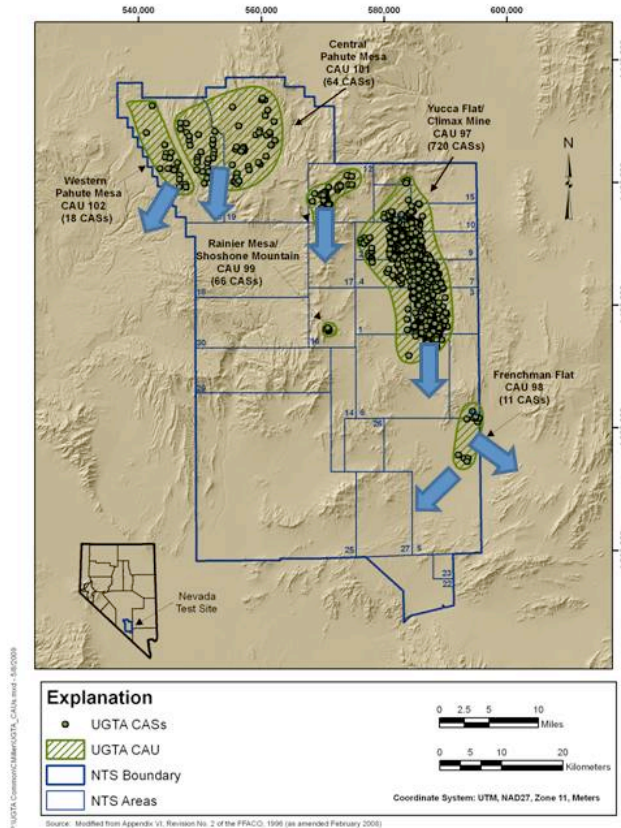 540,000
560,000
580,000
600,000
Central
Pahute Mesa
CAU 101
(64 CASs)
Yucca Flat/
Climax Mine
CAU 97
(720 CASs)
N
Western
Pahute Mesa
CAU 102
(18 CASs)
12
15
19
10
Rainier Mesa/
Shoshone Mountain
CAU 99
(66 CASs)
2
9
17
4
7
3
18
1
16
30
Frenchman Flat
CAU 98
(11 CASs)
29
14
6
26
25
27
5
23
22
Nevada
Test Site
Explanation
UGTA CASs
UGTA CAU
NTS Boundary
NTS Areas
0 2.5 5 10
Miles
0 5 10 20
Kilometers
Coordinate System: UTM, NAD27, Zone 11, Meters
Source: Modified from Appendix VI, Revision No. 2 of the FFACO, 1996 (as amended February 2008)